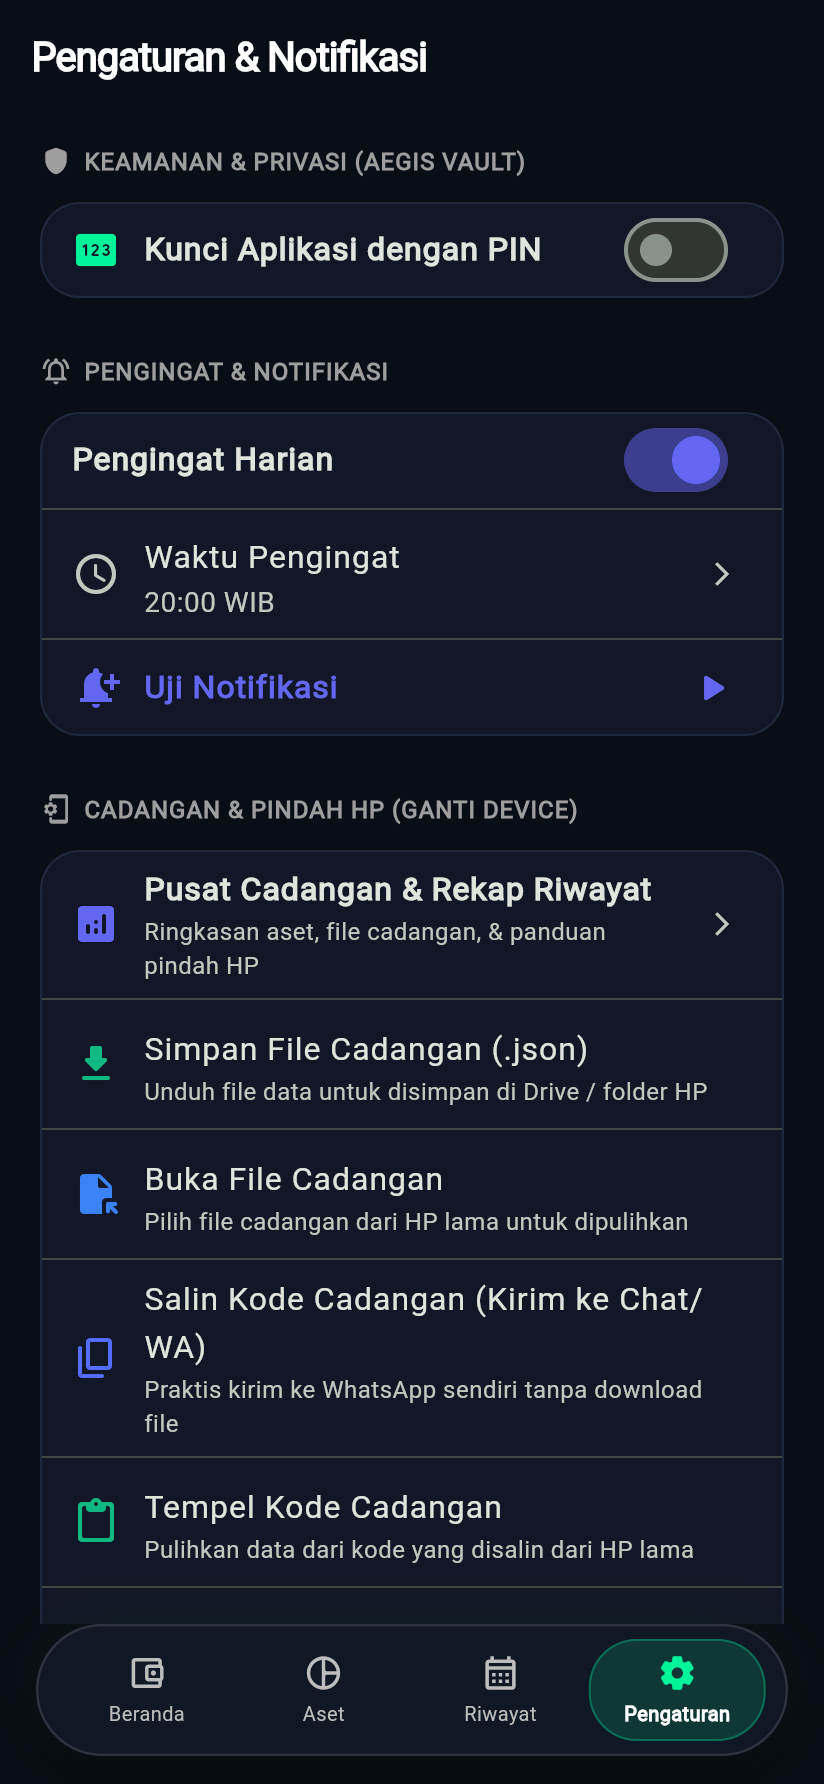 Pengaturan & Notifikasi
KEAMANAN & PRIVASI (AEGIS VAULT)
123
Kunci Aplikasi dengan PIN
PENGINGAT & NOTIFIKASI
Pengingat Harian
Waktu Pengingat
20:00 WIB
Uji Notifikasi
CADANGAN & PINDAH HP (GANTI DEVICE)
Pusat Cadangan & Rekap Riwayat
Ringkasan aset, file cadangan, & panduan
pindah HP
Simpan File Cadangan (.json)
Unduh file data untuk disimpan di Drive / folder HP
Buka File Cadangan
Pilih file cadangan dari HP lama untuk dipulihkan
Salin Kode Cadangan (Kirim ke Chat/
WA)
Praktis kirim ke WhatsApp sendiri tanpa download
file
Tempel Kode Cadangan
Pulihkan data dari kode yang disalin dari HP lama
Beranda
Aset
Riwayat
Pengaturan